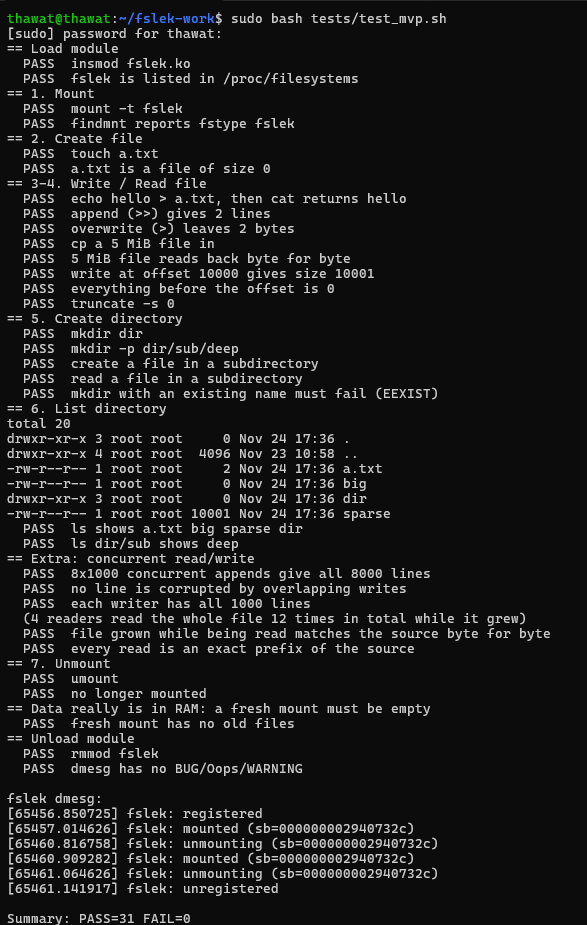 thawat@thawat:~/fslek-work$ sudo bash tests/test_mvp.sh
[sudo] password for thawat:
== Load module
  PASS  insmod fslek.ko
  PASS  fslek is listed in /proc/filesystems
== 1. Mount
  PASS  mount -t fslek
  PASS  findmnt reports fstype fslek
== 2. Create file
  PASS  touch a.txt
  PASS  a.txt is a file of size 0
== 3-4. Write / Read file
  PASS  echo hello > a.txt, then cat returns hello
  PASS  append (>>) gives 2 lines
  PASS  overwrite (>) leaves 2 bytes
  PASS  cp a 5 MiB file in
  PASS  5 MiB file reads back byte for byte
  PASS  write at offset 10000 gives size 10001
  PASS  everything before the offset is 0
  PASS  truncate -s 0
== 5. Create directory
  PASS  mkdir dir
  PASS  mkdir -p dir/sub/deep
  PASS  create a file in a subdirectory
  PASS  read a file in a subdirectory
  PASS  mkdir with an existing name must fail (EEXIST)
== 6. List directory
total 20
drwxr-xr-x 3 root root     0 Nov 24 17:36 .
drwxr-xr-x 4 root root  4096 Nov 23 10:58 ..
-rw-r--r-- 1 root root     2 Nov 24 17:36 a.txt
-rw-r--r-- 1 root root     0 Nov 24 17:36 big
drwxr-xr-x 3 root root     0 Nov 24 17:36 dir
-rw-r--r-- 1 root root 10001 Nov 24 17:36 sparse
  PASS  ls shows a.txt big sparse dir
  PASS  ls dir/sub shows deep
== Extra: concurrent read/write
  PASS  8x1000 concurrent appends give all 8000 lines
  PASS  no line is corrupted by overlapping writes
  PASS  each writer has all 1000 lines
  (4 readers read the whole file 12 times in total while it grew)
  PASS  file grown while being read matches the source byte for byte
  PASS  every read is an exact prefix of the source
== 7. Unmount
  PASS  umount
  PASS  no longer mounted
== Data really is in RAM: a fresh mount must be empty
  PASS  fresh mount has no old files
== Unload module
  PASS  rmmod fslek
  PASS  dmesg has no BUG/Oops/WARNING

fslek dmesg:
[65456.850725] fslek: registered
[65457.014626] fslek: mounted (sb=000000002940732c)
[65460.816758] fslek: unmounting (sb=000000002940732c)
[65460.909282] fslek: mounted (sb=000000002940732c)
[65461.064626] fslek: unmounting (sb=000000002940732c)
[65461.141917] fslek: unregistered

Summary: PASS=31 FAIL=0